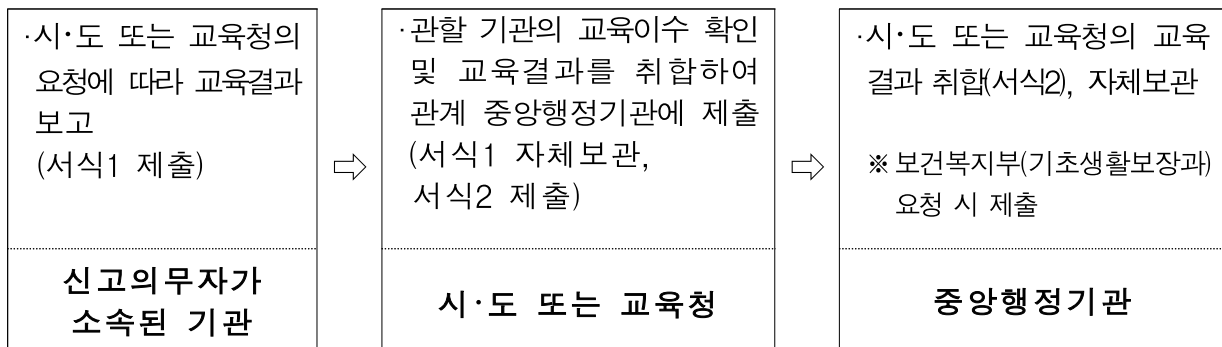 ·시·도 또는 교육청의
요청에 따라 교육결과
보고
(서식1 제출)
신고의무자가
소속된 기관
⇨
·관할 기관의 교육이수 확인
및 교육결과를 취합하여
관계 중앙행정기관에 제출
(서식1 자체보관,
서식2 제출)
시·도 또는 교육청
⇨
·시·도 또는 교육청의 교육
결과 취합(서식2), 자체보관
※ 보건복지부(기초생활보장과)
요청 시 제출
중앙행정기관